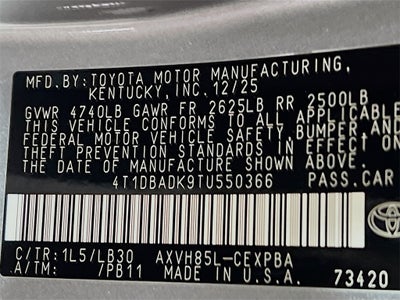 MFD.BY:TOYOTA MOTOR MANUFACTURING,
KENTUCKY,INC.12/25
GVWR 4740LB GAWR FR 2625LB RR 2500LB
THIS VEHICLE CONFORMS TO ALL APPLICABLE
FEDERAL MOTOR VEHICLE SAFETY,BUMPER,AND
THEFT PREVENTION STANDARDS IN EFFECT ON
THE DATE OF MANUFACTURE SHOWN ABOVE.
4T1DBADK9TU550366 PASS.CAR
TOYOTA
C/TR:1L5/LB30 AXVH85L-CEXPBA
A/TM: /PB11 MADE IN U.S.A. 73420